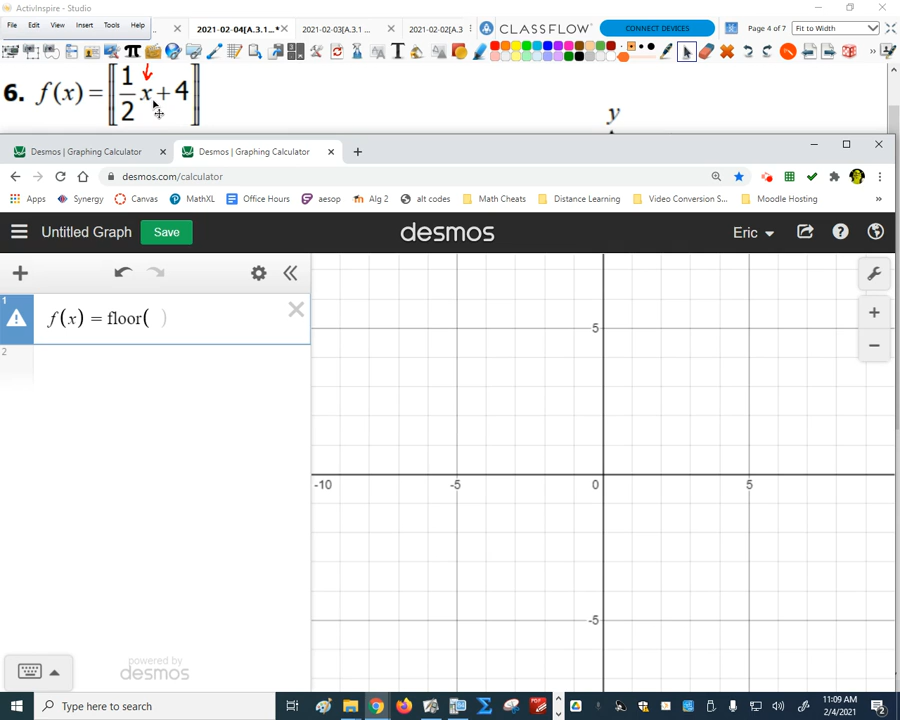 ActivInspire - Studio
File Edit View Insert Tools Help
2021-02-04(A.3.1...*
2021-02-03(A.3.1 ...
2021-02-02(A.3
CLASSFLOW
CONNECT DEVICES
Page 4 of 7
Fit to Width
6. f(x) = ⟦1/2 x + 4⟧
y
Desmos | Graphing Calculator
Desmos | Graphing Calculator
desmos.com/calculator
Apps Synergy Canvas MathXL Office Hours aesop Alg 2 alt codes Math Cheats Distance Learning Video Conversion S... Moodle Hosting »
Untitled Graph Save desmos Eric
1
f(x) = floor( )
2
5
-10 -5 0 5
-5
powered by
desmos
Type here to search
11:09 AM
2/4/2021
2